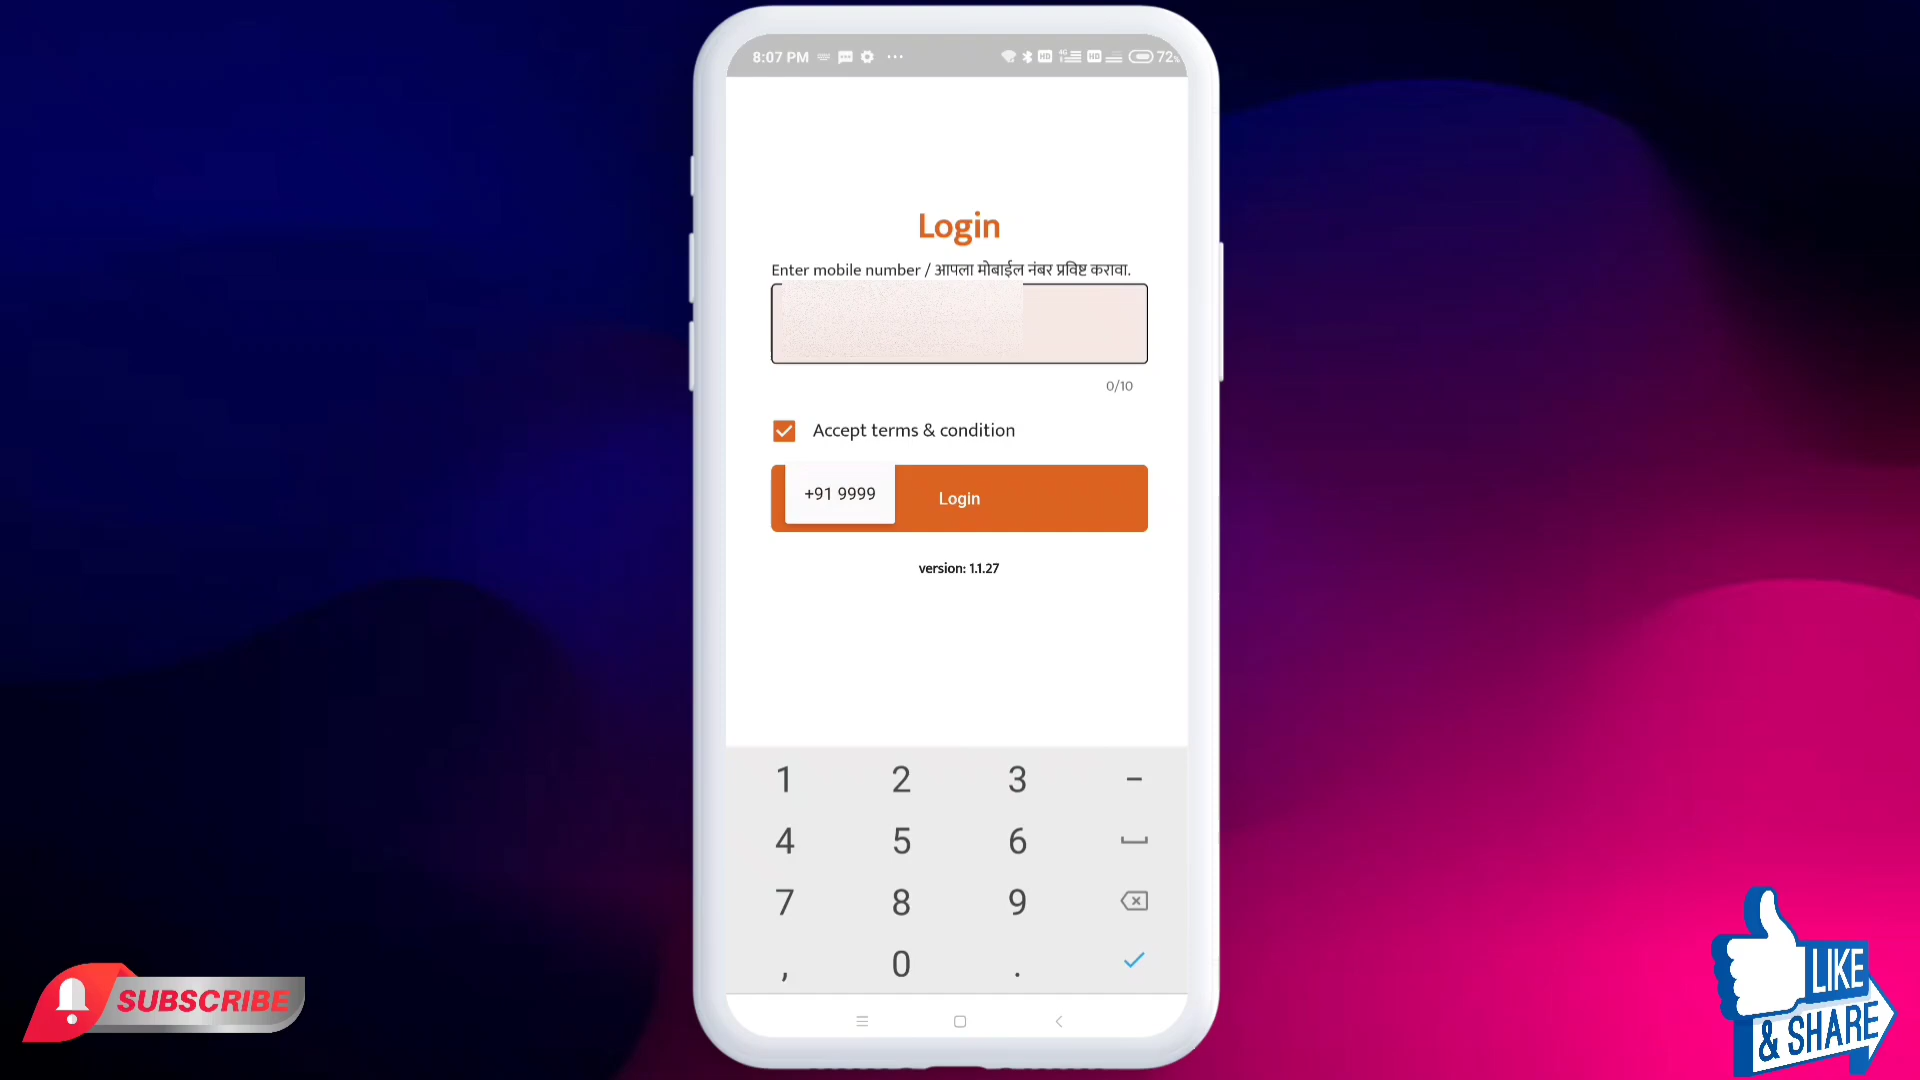 8:07 PM
72%
Login
Enter mobile number / आपला मोबाईल नंबर प्रविष्ट करावा.
0/10
Accept terms & condition
+91 9999
Login
version: 1.1.27
1 2 3 -
4 5 6
7 8 9
, 0 .
SUBSCRIBE
LIKE
& SHARE